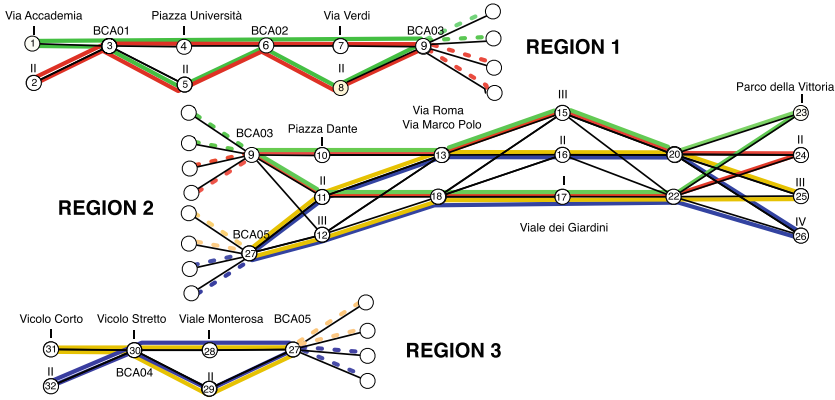 Via Accademia Piazza Università Via Verdi
BCA01 BCA02 BCA03
1 3 4 6 7 9
REGION 1
II II II
2 5 8
Via Roma
Via Marco Polo
III
Parco della Vittoria
BCA03 Piazza Dante
15 23
II II
9 10 13 16 20 24
II I III
11 18 17 22 25
REGION 2
III IV
BCA05 12 26
27
Viale dei Giardini
Vicolo Corto Vicolo Stretto Viale Monterosa BCA05
31 30 28 27
REGION 3
II BCA04 II
32 29